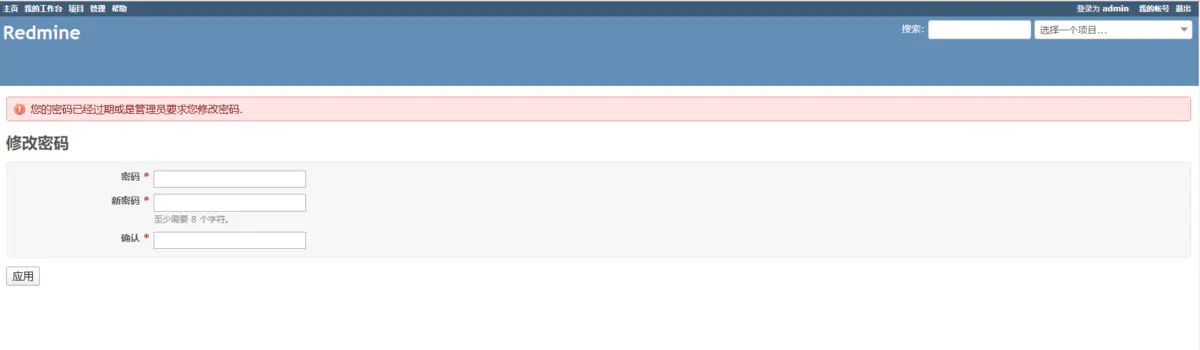 主页 我的工作台 项目 管理 帮助 登录为 admin 我的帐号 退出
Redmine 搜索: 选择一个项目...
您的密码已经过期或是管理员要求您修改密码.
修改密码
密码 *
新密码 *
至少需要 8 个字符。
确认 *
应用